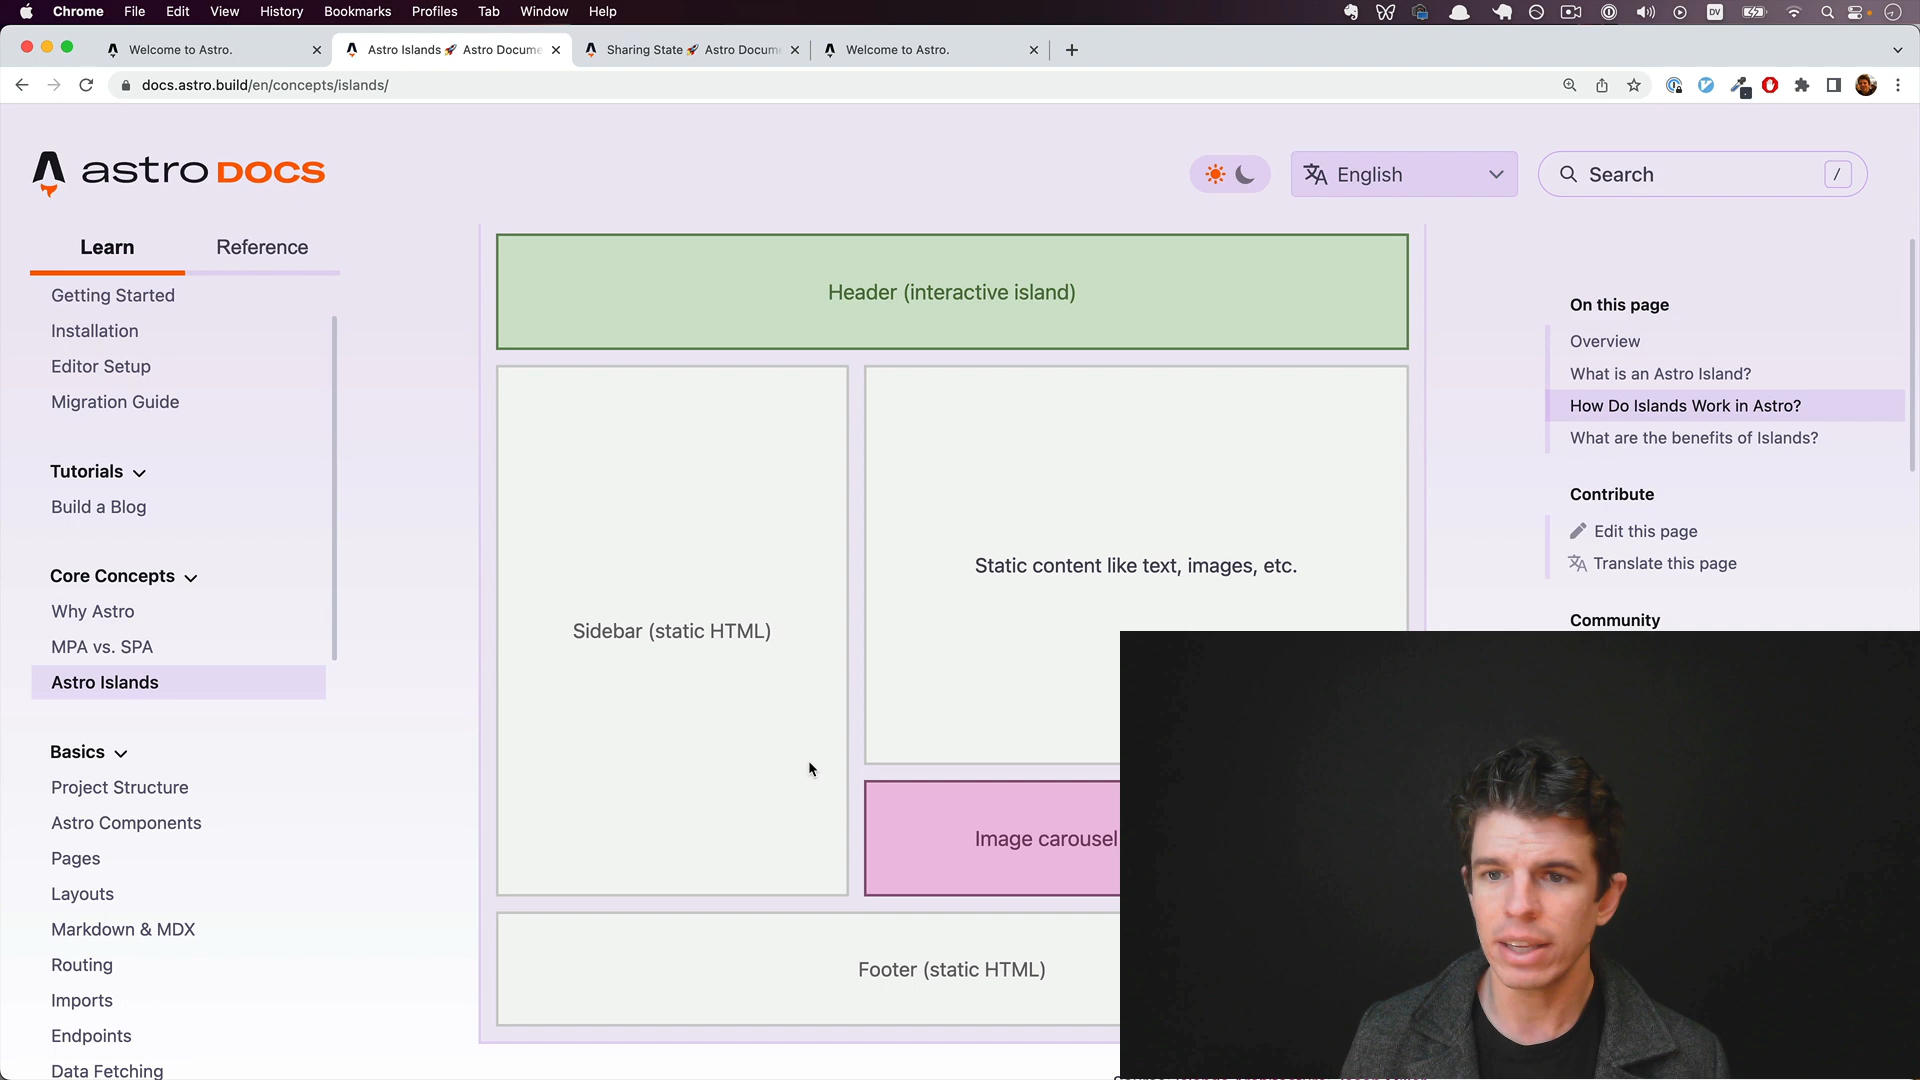 Chrome File Edit View History Bookmarks Profiles Tab Window Help
DV
Welcome to Astro.
Astro Islands 🚀 Astro Docume
Sharing State 🚀 Astro Docum
Welcome to Astro.
docs.astro.build/en/concepts/islands/
astro DOCS
English
Search /
Learn Reference
Getting Started
Installation
Editor Setup
Migration Guide
Tutorials
Build a Blog
Core Concepts
Why Astro
MPA vs. SPA
Astro Islands
Basics
Project Structure
Astro Components
Pages
Layouts
Markdown & MDX
Routing
Imports
Endpoints
Data Fetching
Header (interactive island)
Sidebar (static HTML)
Static content like text, images, etc.
Image carousel
Footer (static HTML)
On this page
Overview
What is an Astro Island?
How Do Islands Work in Astro?
What are the benefits of Islands?
Contribute
Edit this page
Translate this page
Community